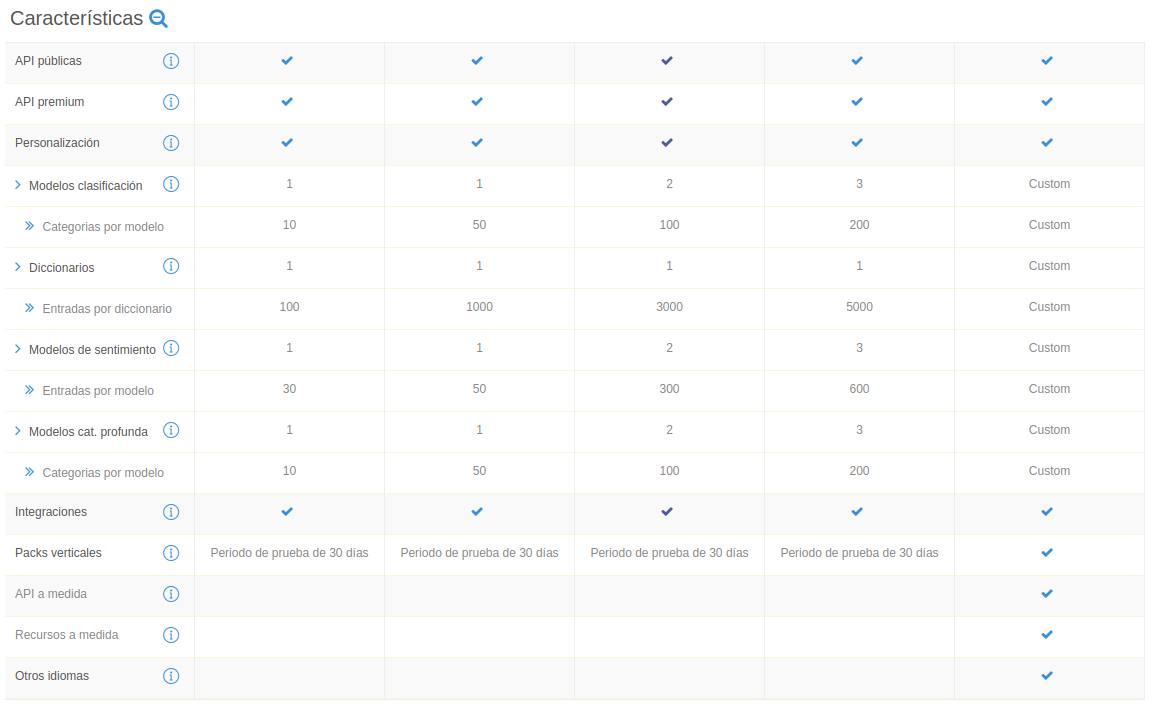 Características
API públicas
API premium
Personalización
Modelos clasificación 1 1 2 3 Custom
Categorias por modelo 10 50 100 200 Custom
Diccionarios 1 1 1 1 Custom
Entradas por diccionario 100 1000 3000 5000 Custom
Modelos de sentimiento 1 1 2 3 Custom
Entradas por modelo 30 50 300 600 Custom
Modelos cat. profunda 1 1 2 3 Custom
Categorias por modelo 10 50 100 200 Custom
Integraciones
Packs verticales Periodo de prueba de 30 días Periodo de prueba de 30 días Periodo de prueba de 30 días Periodo de prueba de 30 días
API a medida
Recursos a medida
Otros idiomas